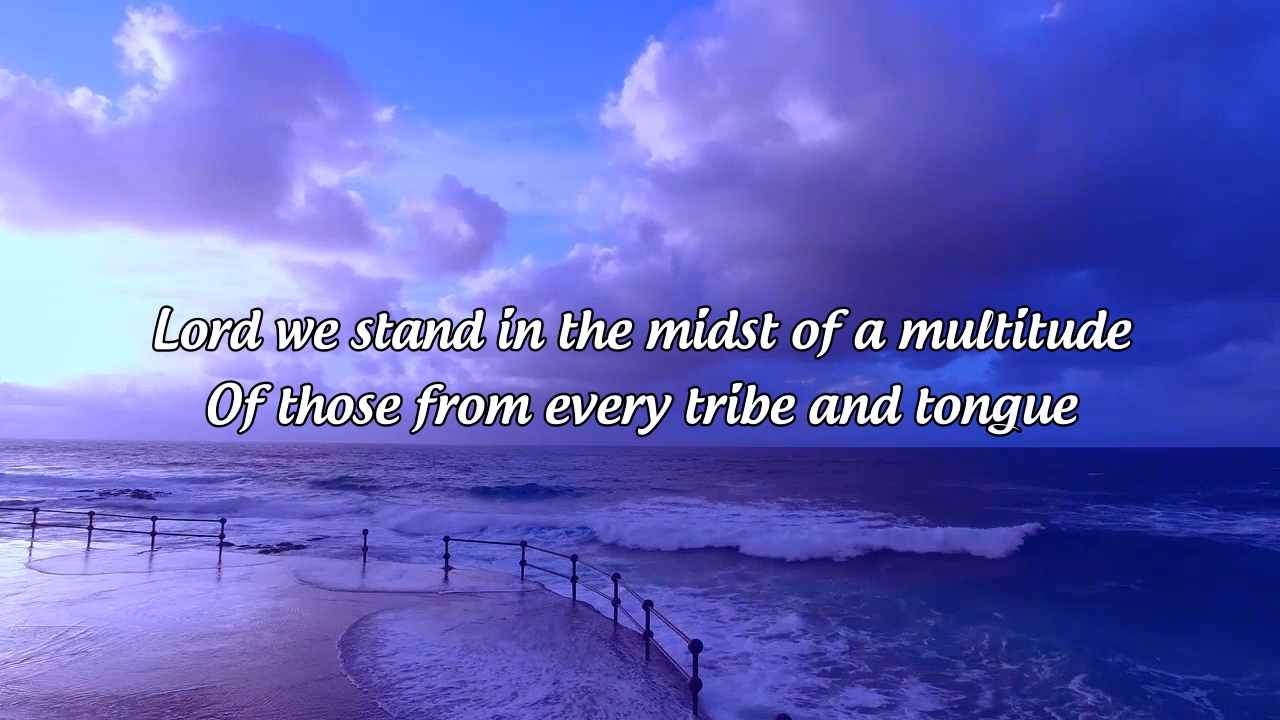 Lord we stand in the midst of a multitude
Of those from every tribe and tongue